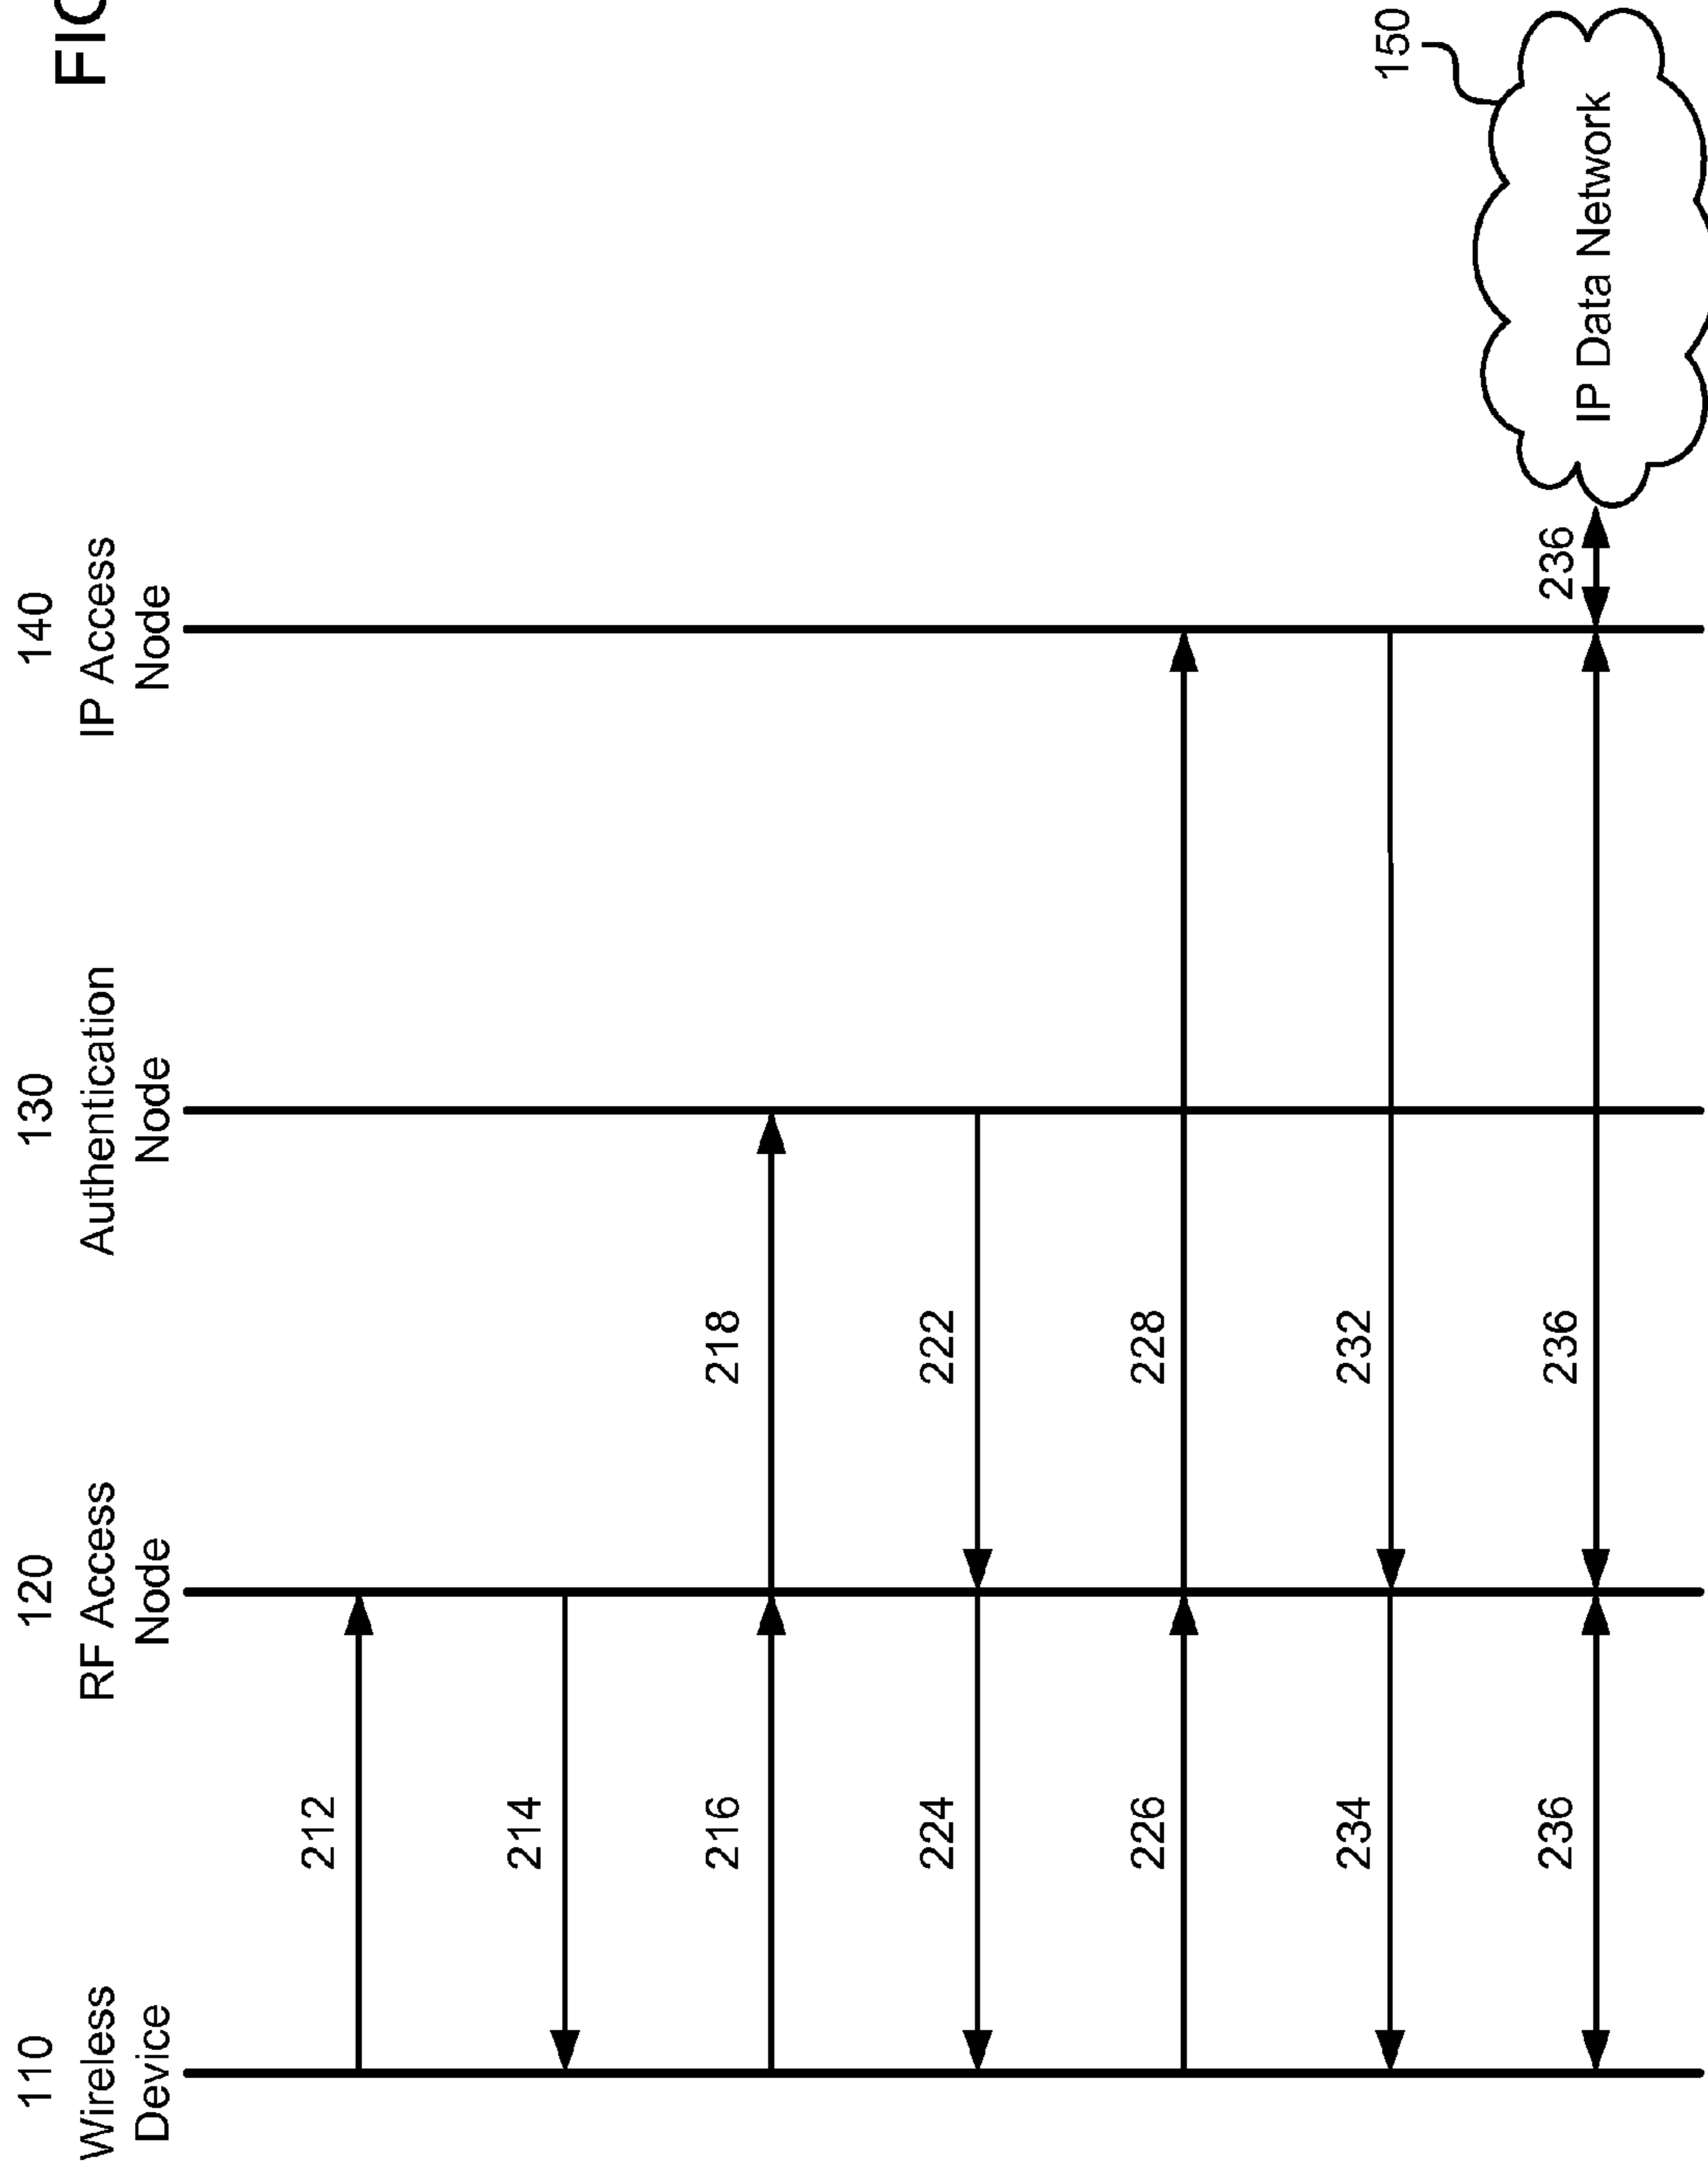 110
Wireless
Device
120
RF Access
Node
130
Authentication
Node
140
IP Access
Node
212
214
216
218
224
222
226
228
234
232
236
236
236
150
IP Data Network